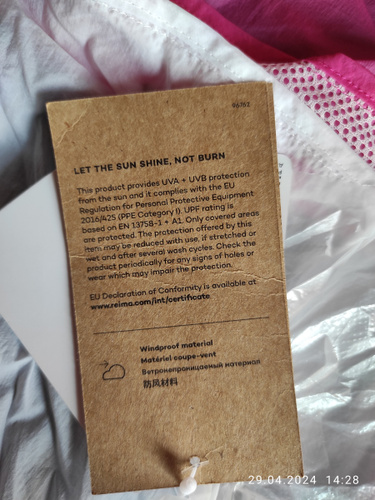 96763
LET THE SUN SHINE, NOT BURN
This product provides UVA + UVB protection
from the sun and it complies with the EU
Regulation for Personal Protective Equipment
2016/425 (PPE Category I). UPF rating is
based on EN 13758-1 + A1. Only covered areas
are protected. The protection offered by this
item may be reduced with use, if stretched or
wet and after several wash cycles. Check the
product periodically for any signs of holes or
wear which may impair the protection.
EU Declaration of Conformity is available at
www.reima.com/int/certificate
Windproof material
Matériel coupe-vent
Ветронепроницаемый материал
防风材料
29.04.2024 14:28